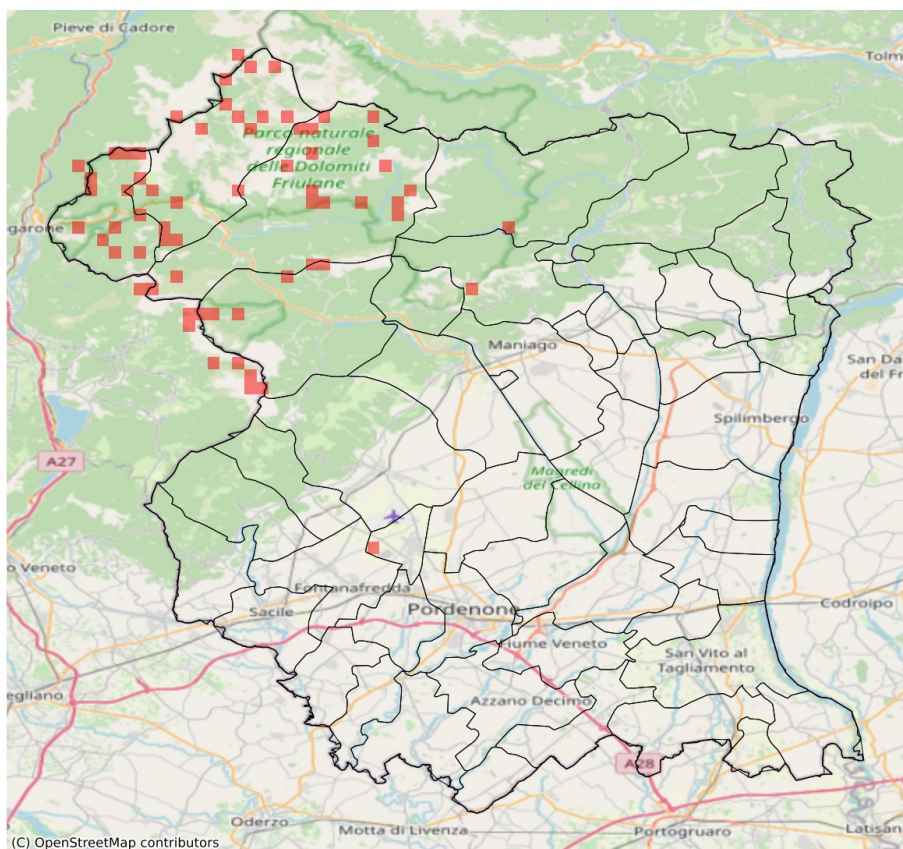 Pieve di Cadore
Tolm
Parco naturale
regionale
delle Dolomiti
Friulane
garone
Maniago
San Da
del Fr
Spilimbergo
A27
Magredi
del Cellina
o Veneto
Fontanafredda
Sacile
Pordenone
Codroipo
Fiume Veneto
San Vito al
Tagliamento
egliano
Azzano Decimo
A28
Oderzo
Motta di Livenza
Portogruaro
Latisan
(C) OpenStreetMap contributors